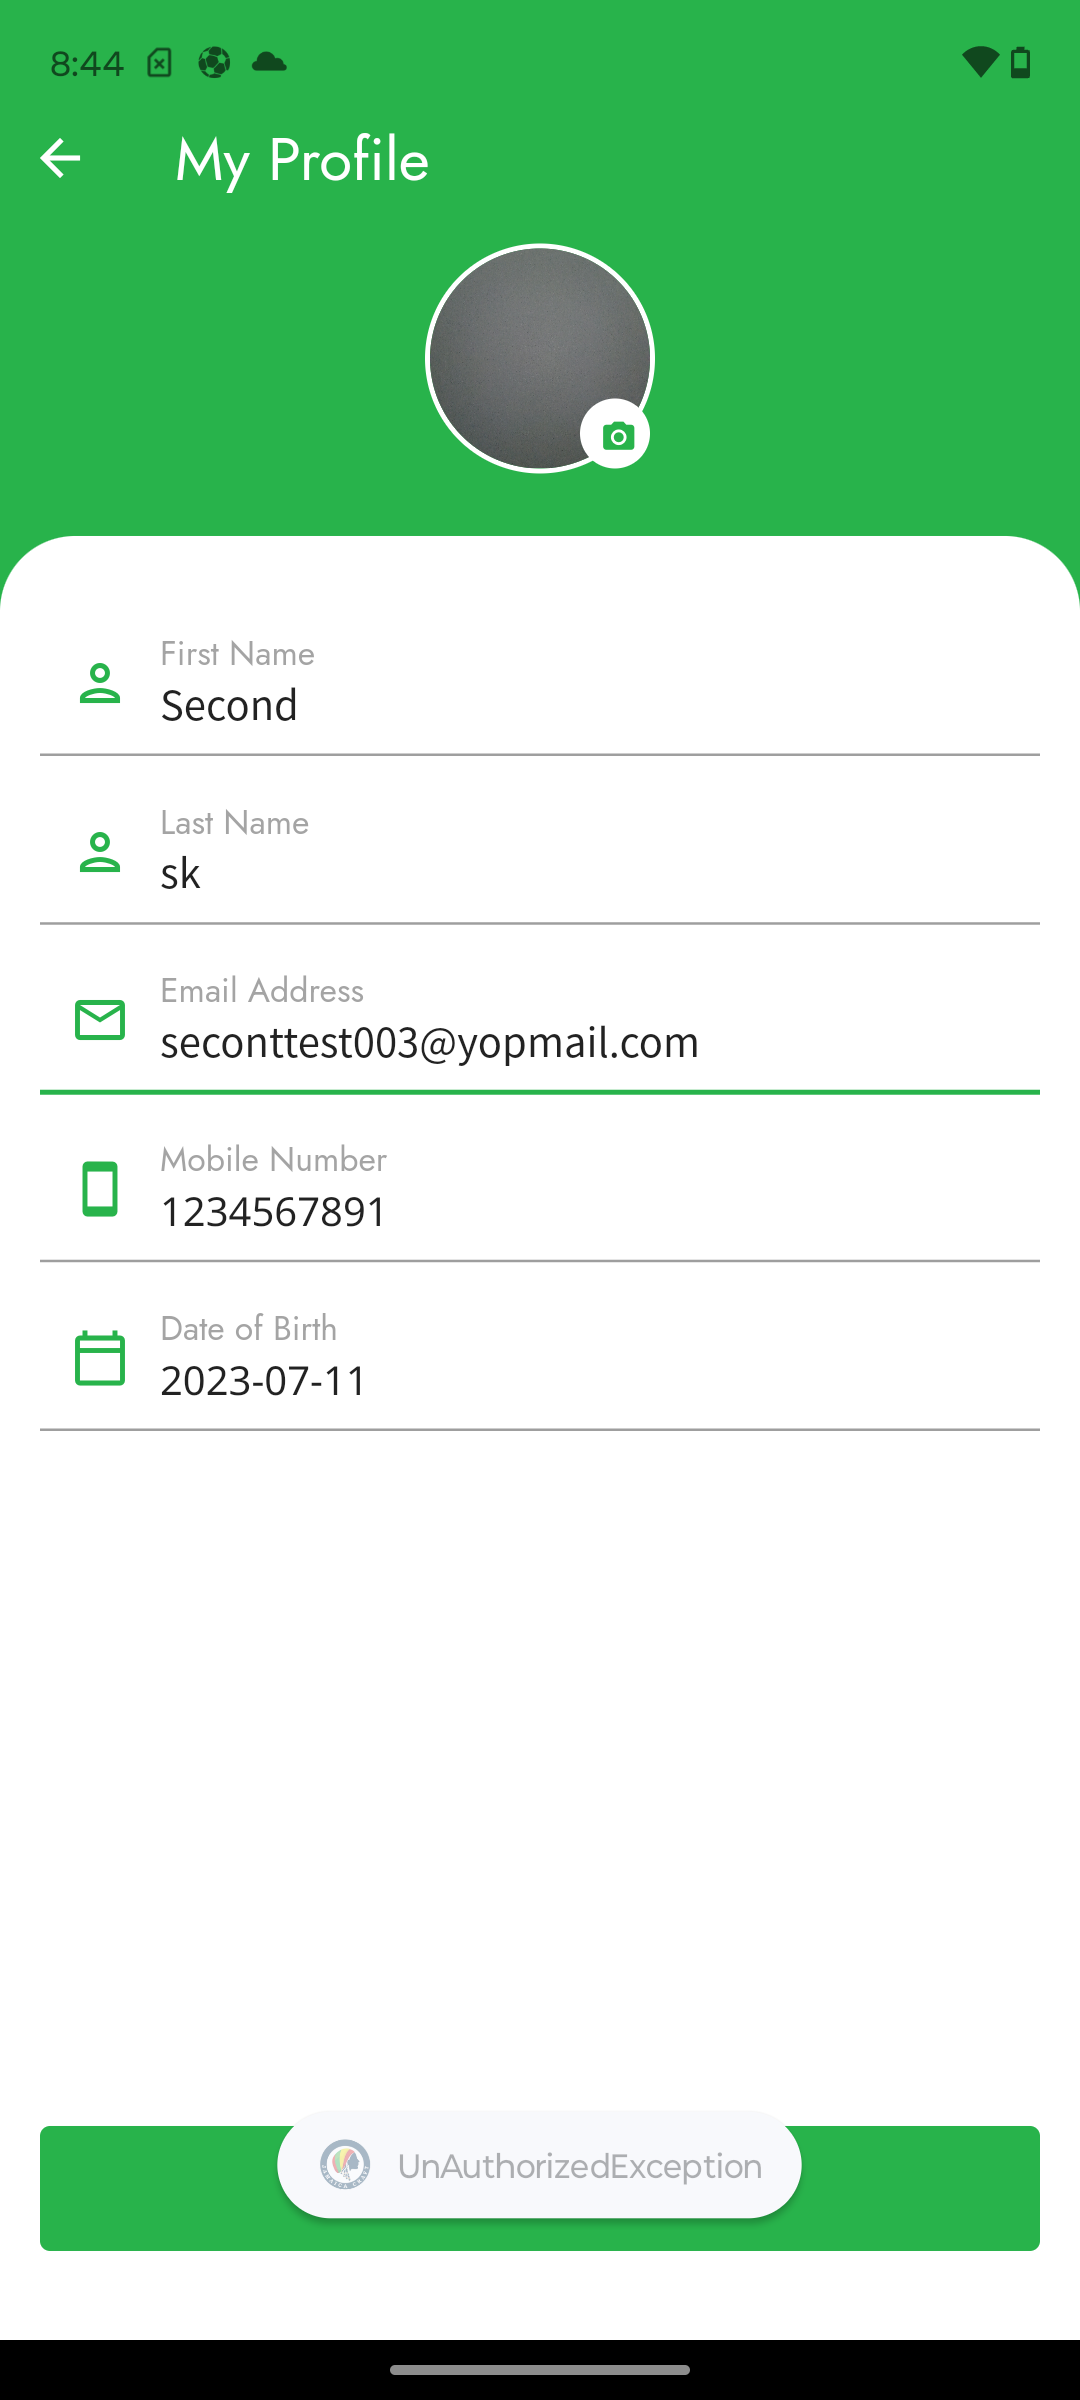 8:44
My Profile
First Name
Second
Last Name
sk
Email Address
seconttest003@yopmail.com
Mobile Number
1234567891
Date of Birth
2023-07-11
UnAuthorizedException